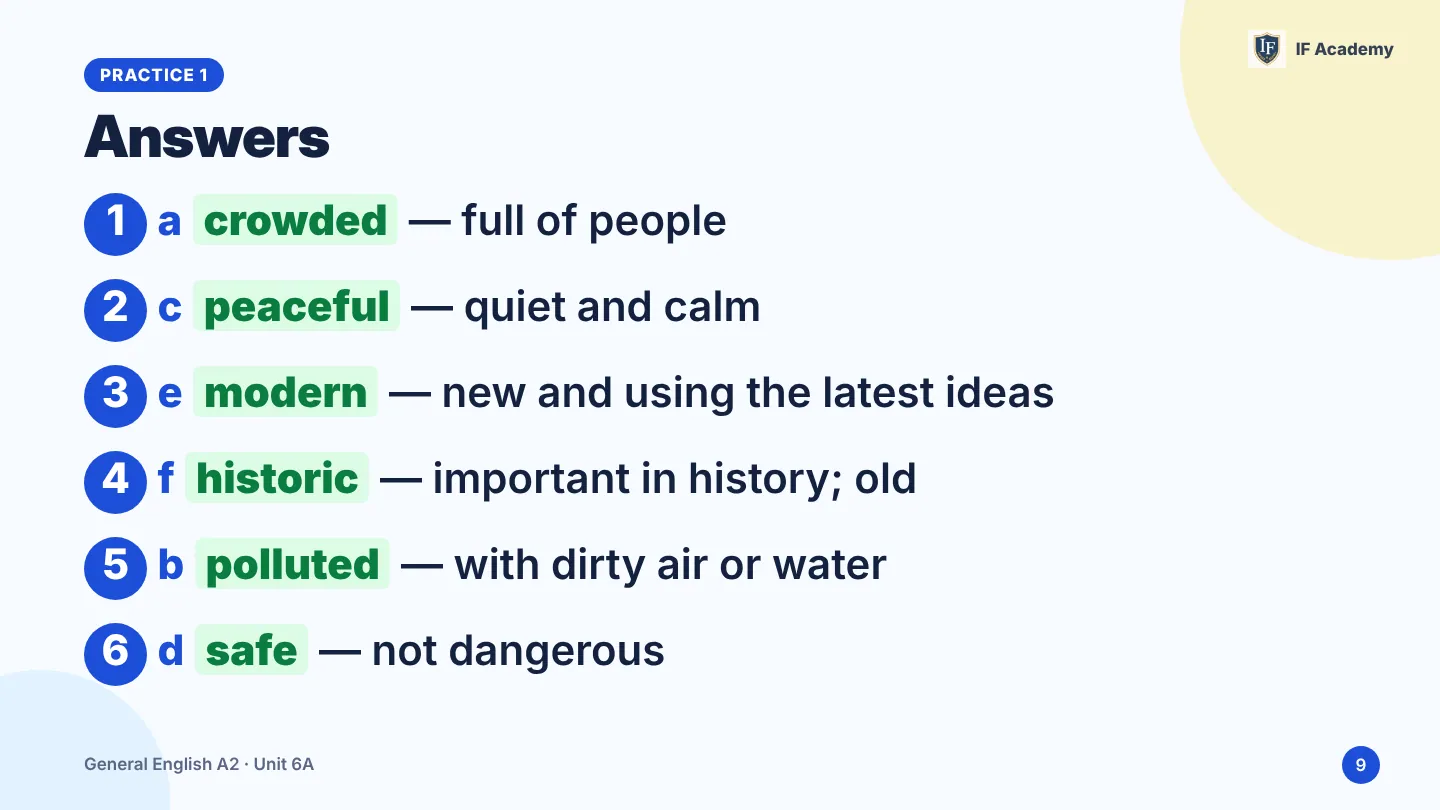 IF Academy
PRACTICE 1
Answers
1 a crowded — full of people
2 c peaceful — quiet and calm
3 e modern — new and using the latest ideas
4 f historic — important in history; old
5 b polluted — with dirty air or water
6 d safe — not dangerous
General English A2 · Unit 6A
9